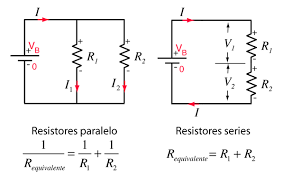 I
+ V_B - 0
+ R_1 -
+ R_2 -
I_1
I_2
I
+ V_B - 0
V_1
+ R_1 -
V_2
+ R_2 -
I
Resistores paralelo
1/R_equivalente = 1/R_1 + 1/R_2
Resistores series
R_equivalente = R_1 + R_2